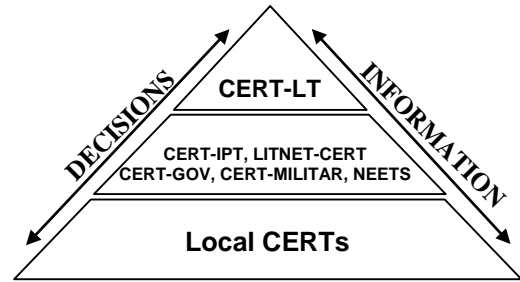 CERT-LT
DECISIONS
INFORMATION
CERT-IPT, LITNET-CERT
CERT-GOV, CERT-MILITAR, NEETS
Local CERTs